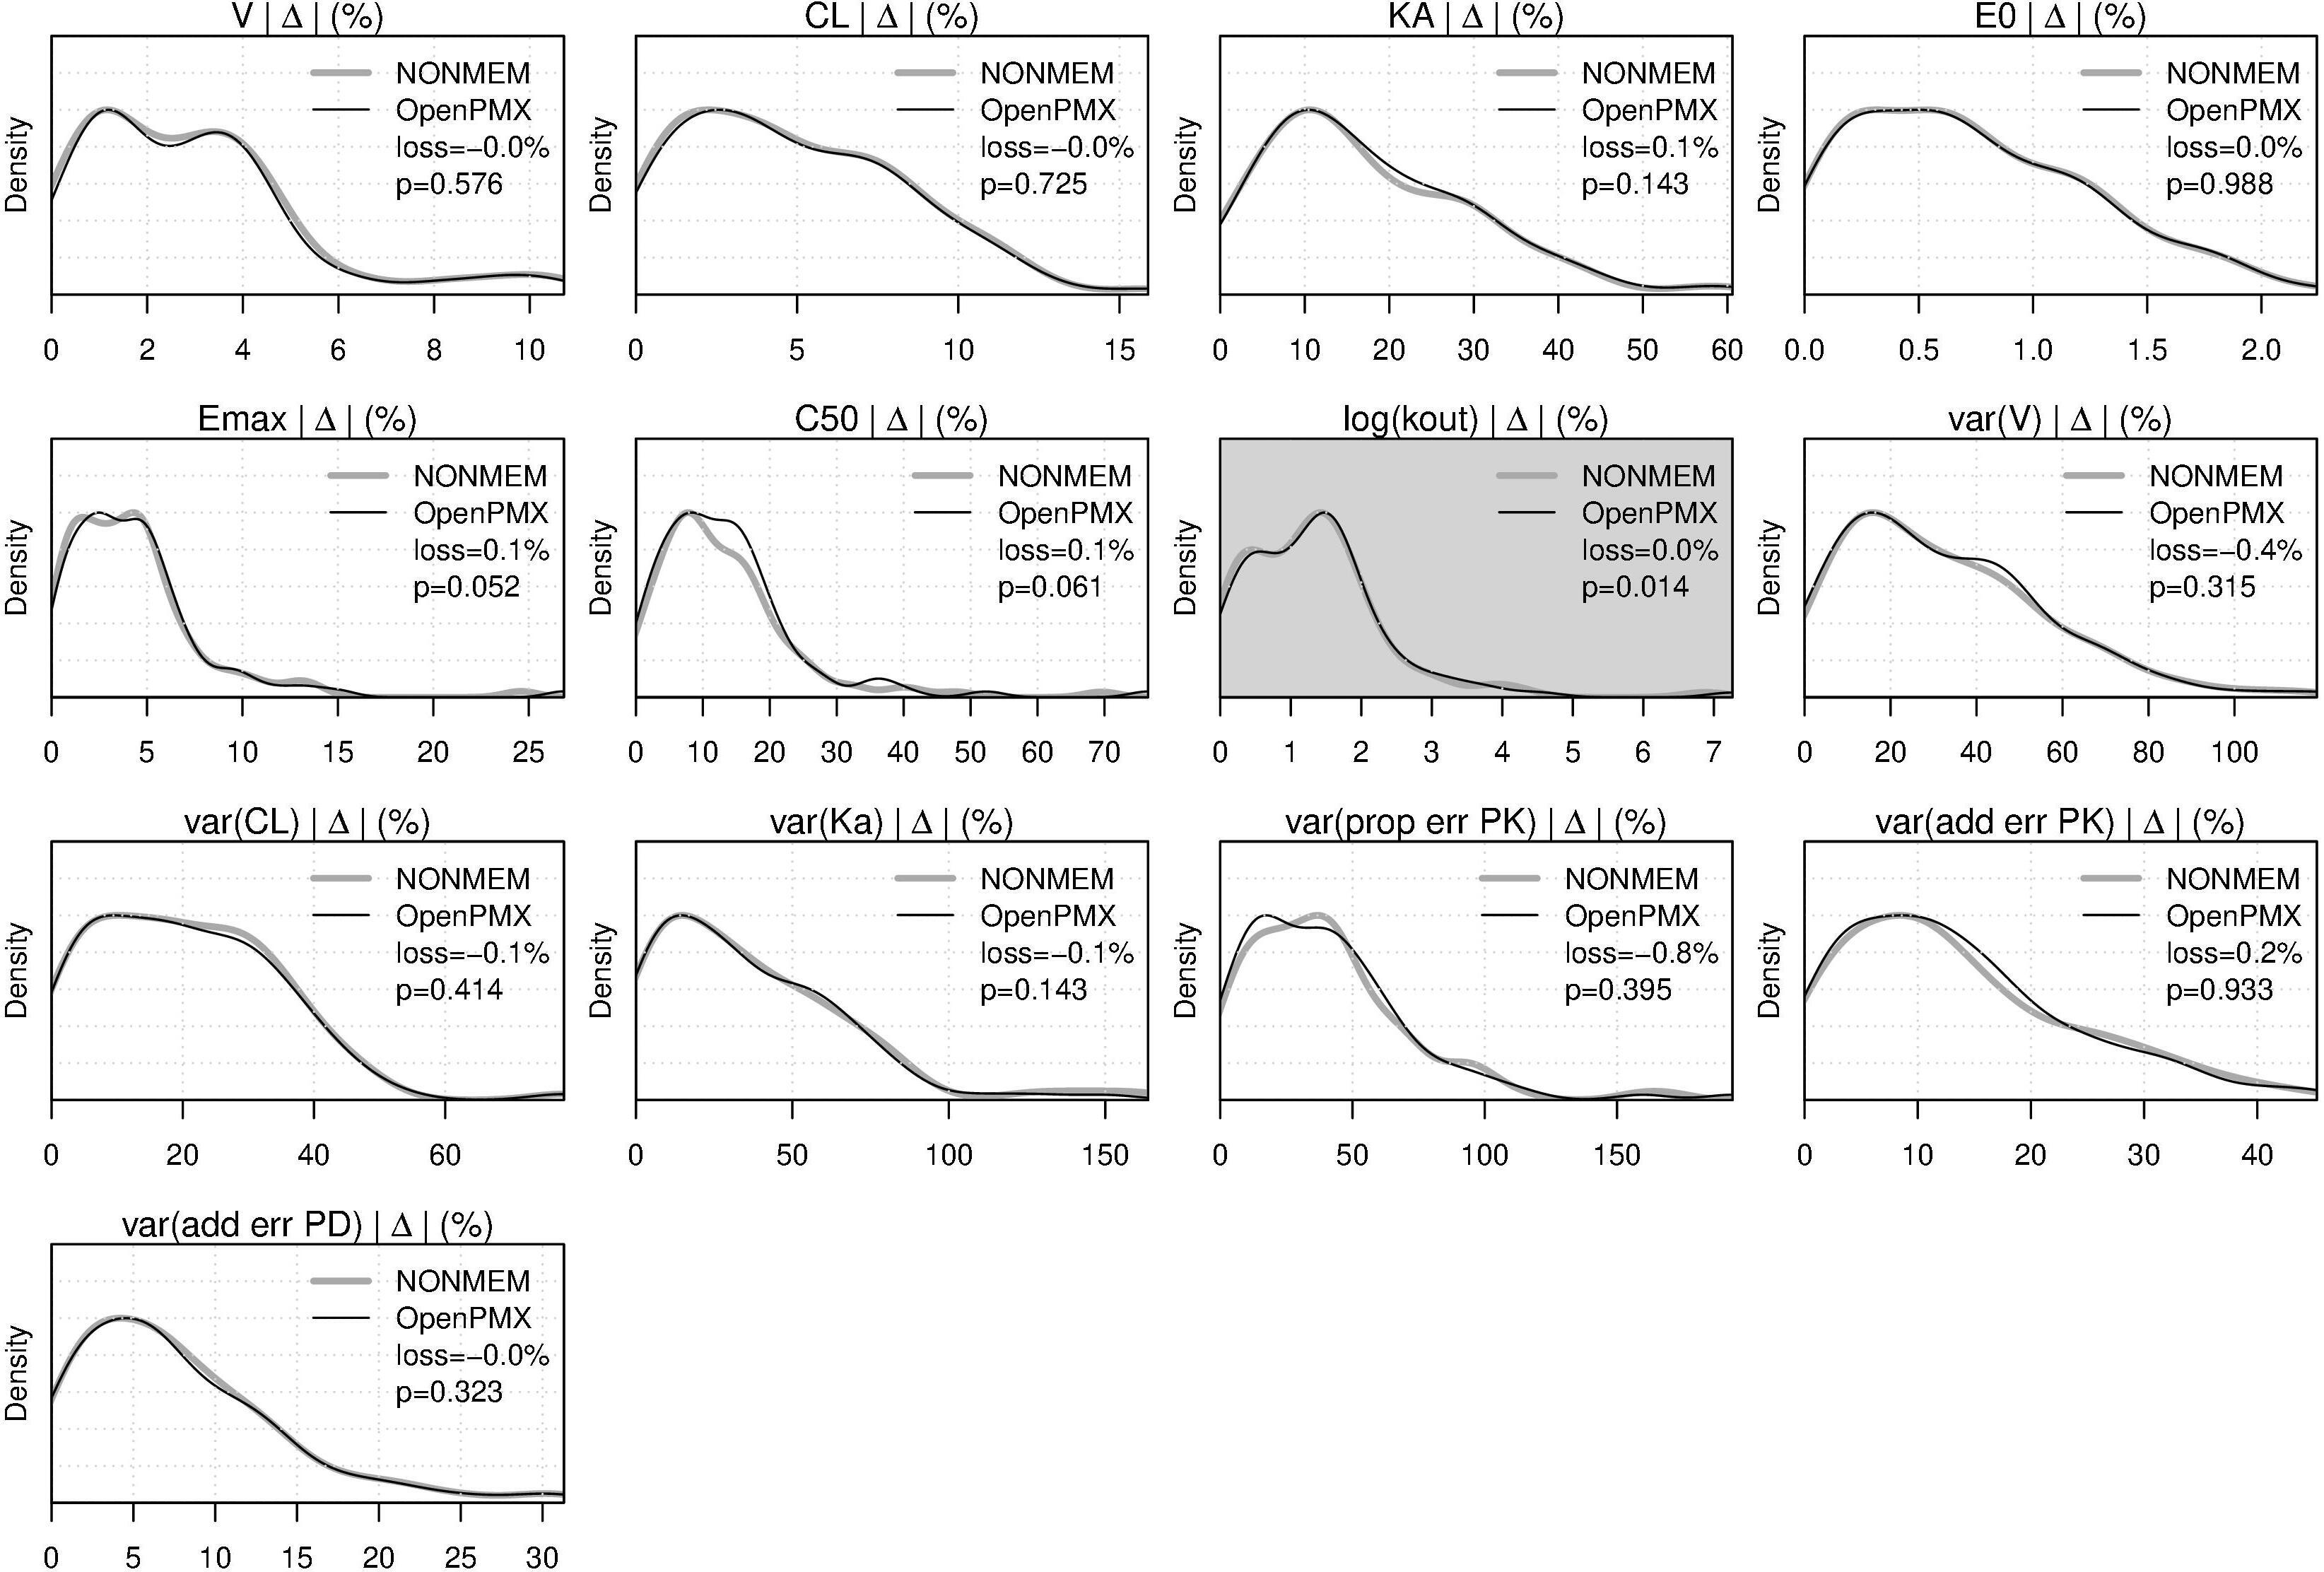 V | Δ | (%)
NONMEM
OpenPMX
loss=−0.0%
p=0.576
Density
0 2 4 6 8 10
CL | Δ | (%)
NONMEM
OpenPMX
loss=−0.0%
p=0.725
Density
0 5 10 15
KA | Δ | (%)
NONMEM
OpenPMX
loss=0.1%
p=0.143
Density
0 10 20 30 40 50 60
E0 | Δ | (%)
NONMEM
OpenPMX
loss=0.0%
p=0.988
Density
0.0 0.5 1.0 1.5 2.0
Emax | Δ | (%)
NONMEM
OpenPMX
loss=0.1%
p=0.052
Density
0 5 10 15 20 25
C50 | Δ | (%)
NONMEM
OpenPMX
loss=0.1%
p=0.061
Density
0 10 20 30 40 50 60 70
log(kout) | Δ | (%)
NONMEM
OpenPMX
loss=0.0%
p=0.014
Density
0 1 2 3 4 5 6 7
var(V) | Δ | (%)
NONMEM
OpenPMX
loss=−0.4%
p=0.315
Density
0 20 40 60 80 100
var(CL) | Δ | (%)
NONMEM
OpenPMX
loss=−0.1%
p=0.414
Density
0 20 40 60
var(Ka) | Δ | (%)
NONMEM
OpenPMX
loss=−0.1%
p=0.143
Density
0 50 100 150
var(prop err PK) | Δ | (%)
NONMEM
OpenPMX
loss=−0.8%
p=0.395
Density
0 50 100 150
var(add err PK) | Δ | (%)
NONMEM
OpenPMX
loss=0.2%
p=0.933
Density
0 10 20 30 40
var(add err PD) | Δ | (%)
NONMEM
OpenPMX
loss=−0.0%
p=0.323
Density
0 5 10 15 20 25 30